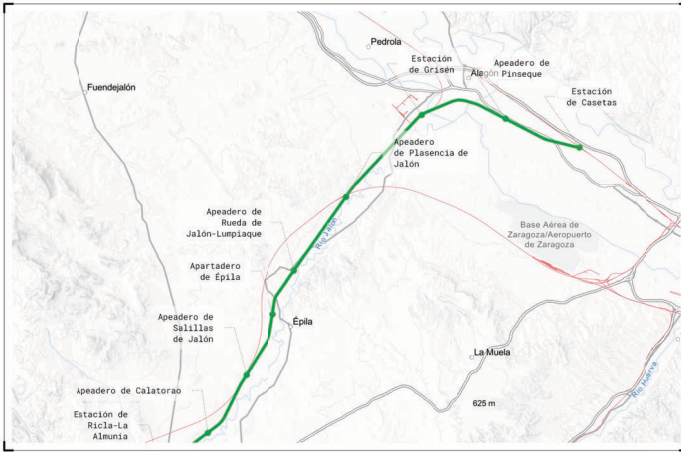 Pedrola
Estación
de Grisén
Alagón
Apeadero de
Pinseque
Fuendejalón
Estación
de Casetas
Apeadero
de Plasencia de
Jalón
Apeadero de
Rueda de
Jalón-Lumpiaque
Río Jalón
Base Aérea de
Zaragoza/Aeropuerto
de Zaragoza
Apartadero
de Épila
Apeadero de
Salillas
de Jalón
Épila
La Muela
Río Huerva
Apeadero de Calatorao
625 m
Estación de
Ricla-La
Almunia